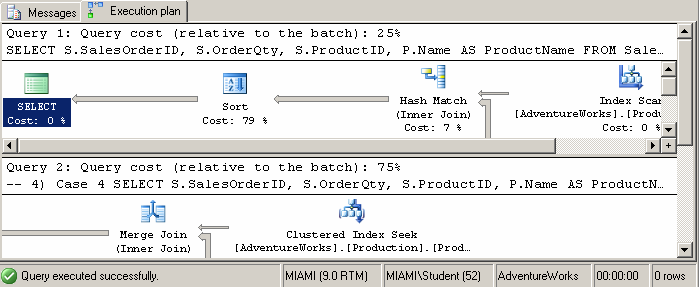 Messages
Execution plan
Query 1: Query cost (relative to the batch): 25%
SELECT S.SalesOrderID, S.OrderQty, S.ProductID, P.Name AS ProductName FROM Sale…
SELECT
Cost: 0 %
Sort
Cost: 79 %
Hash Match
(Inner Join)
Cost: 7 %
Index Sca
[AdventureWorks].[Prod
Cost: 0 %
Query 2: Query cost (relative to the batch): 75%
-- 4) Case 4 SELECT S.SalesOrderID, S.OrderQty, S.ProductID, P.Name AS ProductN…
Merge Join
(Inner Join)
Clustered Index Seek
[AdventureWorks].[Production].[Prod…
Query executed successfully.
MIAMI (9.0 RTM)
MIAMI\Student (52)
AdventureWorks
00:00:00
0 rows